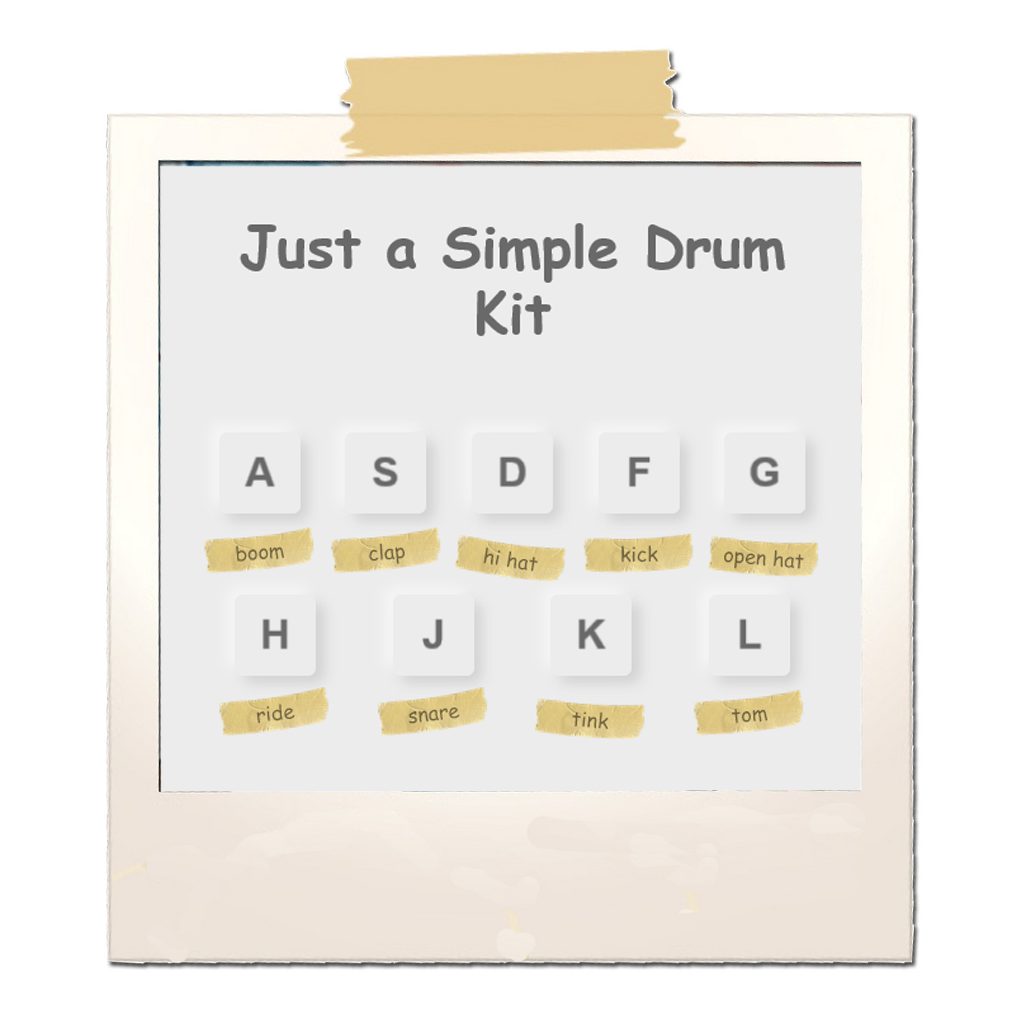 Just a Simple Drum
Kit
A S D F G
boom clap hi hat kick open hat
H J K L
ride snare tink tom